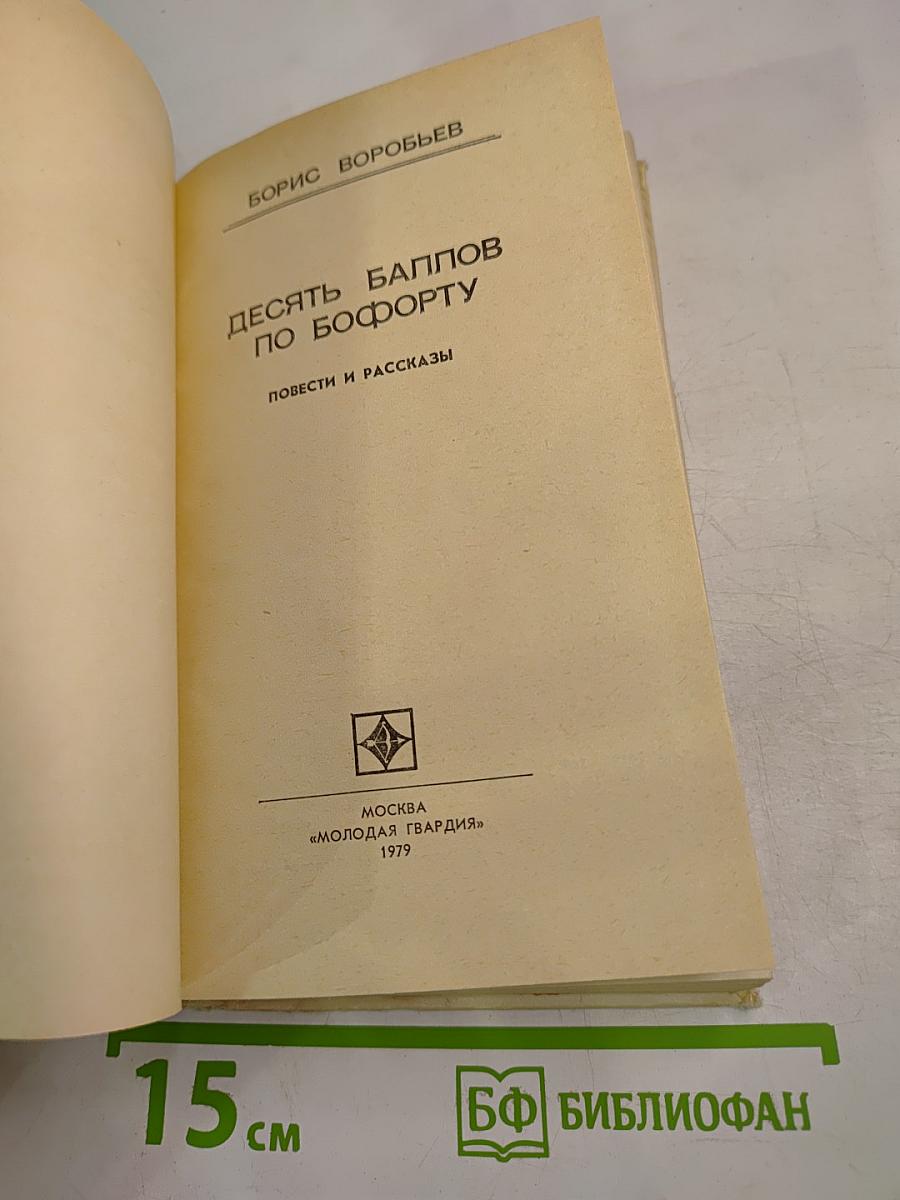 БОРИС ВОРОБЬЕВ
ДЕСЯТЬ БАЛЛОВ
ПО БОФОРТУ
ПОВЕСТИ И РАССКАЗЫ
МОСКВА
«МОЛОДАЯ ГВАРДИЯ»
1979
15 см
БФ БИБЛИОФАН